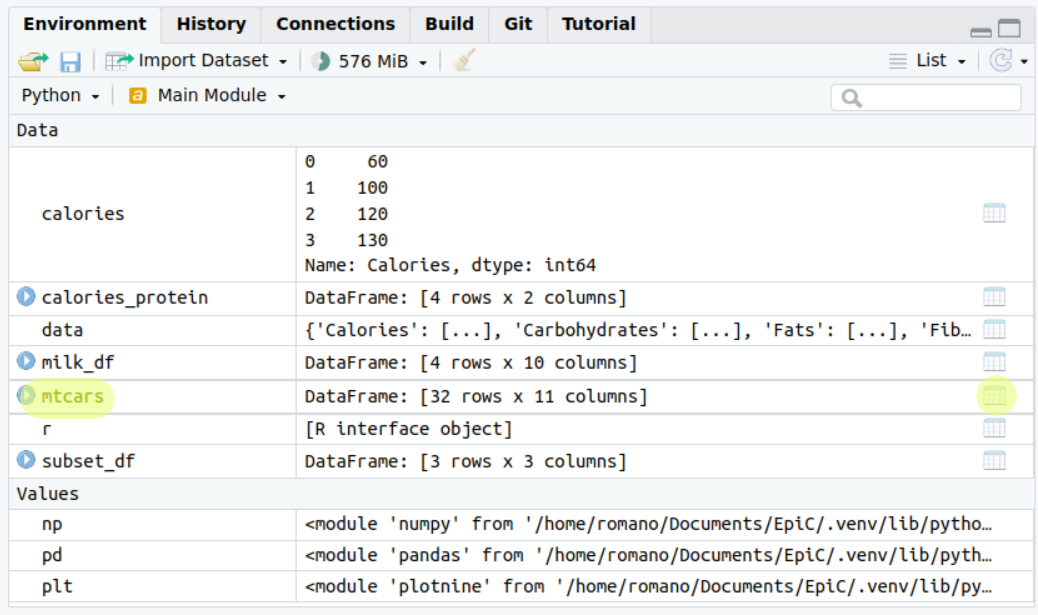 Environment History Connections Build Git Tutorial
Import Dataset 576 MiB List
Python a Main Module
Data
calories
0 60
1 100
2 120
3 130
Name: Calories, dtype: int64
calories_protein DataFrame: [4 rows x 2 columns]
data {'Calories': [...], 'Carbohydrates': [...], 'Fats': [...], 'Fib…
milk_df DataFrame: [4 rows x 10 columns]
mtcars DataFrame: [32 rows x 11 columns]
r [R interface object]
subset_df DataFrame: [3 rows x 3 columns]
Values
np <module 'numpy' from '/home/romano/Documents/EpiC/.venv/lib/pytho…
pd <module 'pandas' from '/home/romano/Documents/EpiC/.venv/lib/pyth…
plt <module 'plotnine' from '/home/romano/Documents/EpiC/.venv/lib/py…